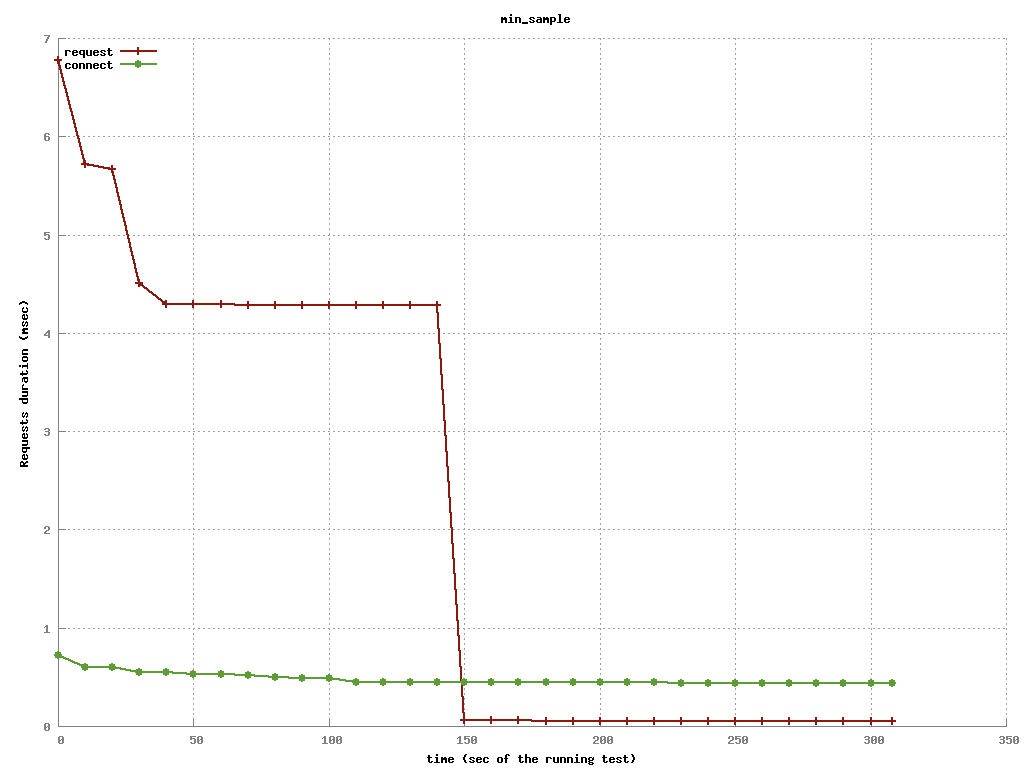 min_sample
7
request
connect
6
5
4
3
2
1
0
Requests duration (msec)
0 50 100 150 200 250 300 350
time (sec of the running test)